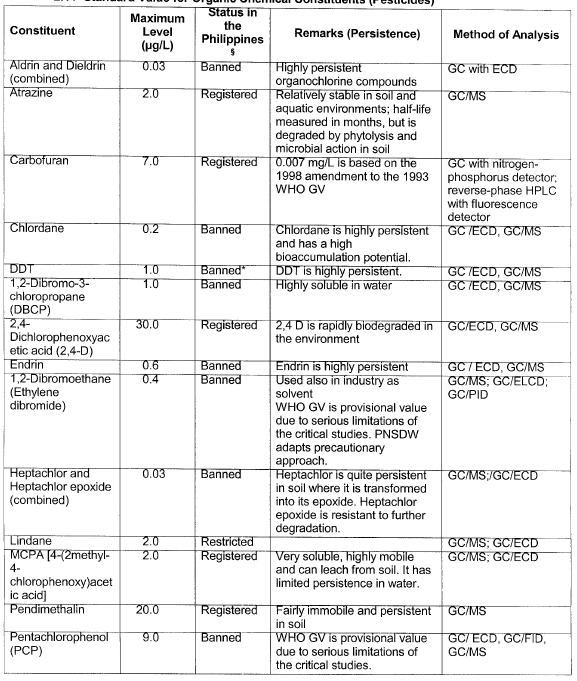 Constituent Maximum Level (µg/L) Status in the Philippines § Remarks (Persistence) Method of Analysis
Aldrin and Dieldrin 0.03 Banned Highly persistent GC with ECD
(combined) organochlorine compounds
Atrazine 2.0 Registered Relatively stable in soil and GC/MS
aquatic environments; half-life
measured in months, but is
degraded by phytolysis and
microbial action in soil
Carbofuran 7.0 Registered 0.007 mg/L is based on the GC with nitrogen-
1998 amendment to the 1993 phosphorus detector;
WHO GV reverse-phase HPLC
with fluorescence
detector
Chlordane 0.2 Banned Chlordane is highly persistent GC /ECD, GC/MS
and has a high
bioaccumulation potential.
DDT 1.0 Banned* DDT is highly persistent. GC /ECD, GC/MS
1,2-Dibromo-3- 1.0 Banned Highly soluble in water GC /ECD, GC/MS
chloropropane
(DBCP)
2,4- 30.0 Registered 2,4 D is rapidly biodegraded in GC/ECD, GC/MS
Dichlorophenoxyac the environment
etic acid (2,4-D)
Endrin 0.6 Banned Endrin is highly persistent GC / ECD, GC/MS
1,2-Dibromoethane 0.4 Banned Used also in industry as GC/MS; GC/ELCD;
(Ethylene solvent GC/PID
dibromide) WHO GV is provisional value
due to serious limitations of
the critical studies. PNSDW
adapts precautionary
approach.
Heptachlor and 0.03 Banned Heptachlor is quite persistent GC/MS;/GC/ECD
Heptachlor epoxide in soil where it is transformed
(combined) into its epoxide. Heptachlor
epoxide is resistant to further
degradation.
Lindane 2.0 Restricted GC/MS; GC/ECD
MCPA [4-(2methyl- 2.0 Registered Very soluble, highly mobile GC/MS; GC/ECD
4- and can leach from soil. It has
chlorophenoxy)acet limited persistence in water.
ic acid]
Pendimethalin 20.0 Registered Fairly immobile and persistent GC/MS
in soil
Pentachlorophenol 9.0 Banned WHO GV is provisional value GC/ ECD, GC/FID,
(PCP) due to serious limitations of GC/MS
the critical studies.